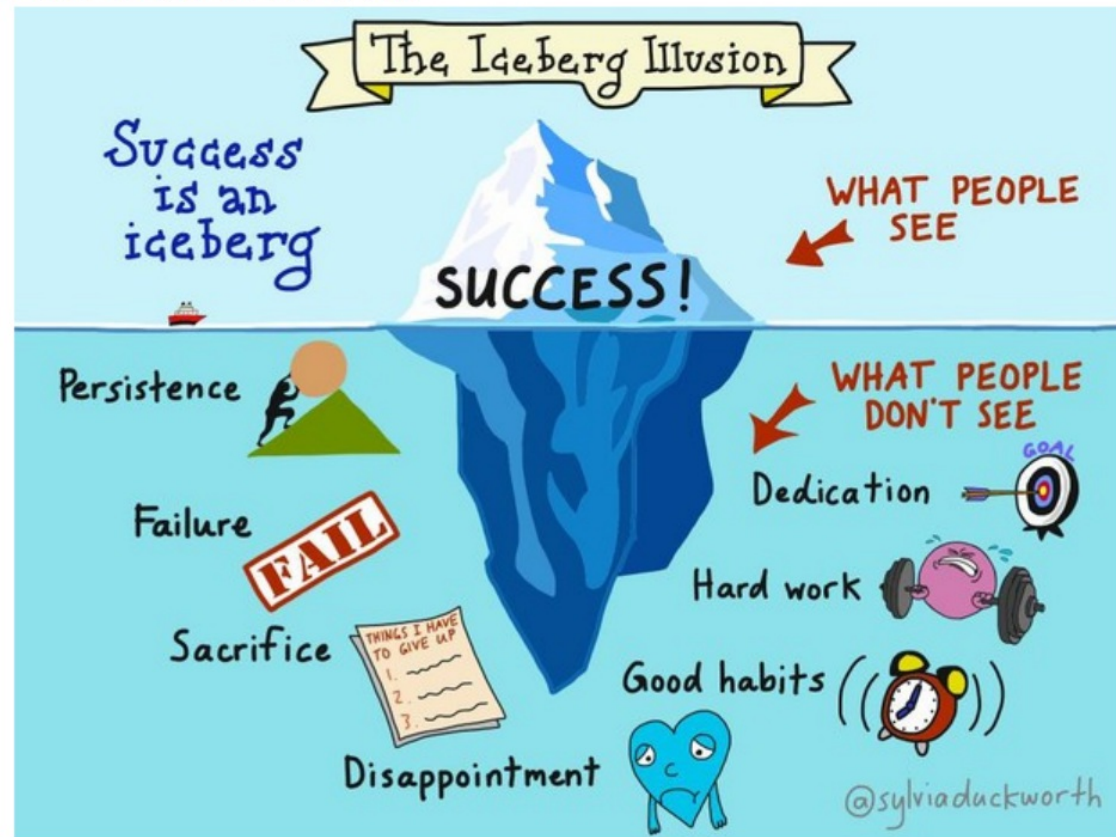 The Iceberg Illusion
Success
is an
iceberg
WHAT PEOPLE
SEE
SUCCESS!
WHAT PEOPLE
DON'T SEE
Persistence
Failure
FAIL
Sacrifice
THINGS I HAVE
TO GIVE UP
1.
2.
3.
Disappointment
GOAL
Dedication
Hard work
Good habits
@sylviaduckworth